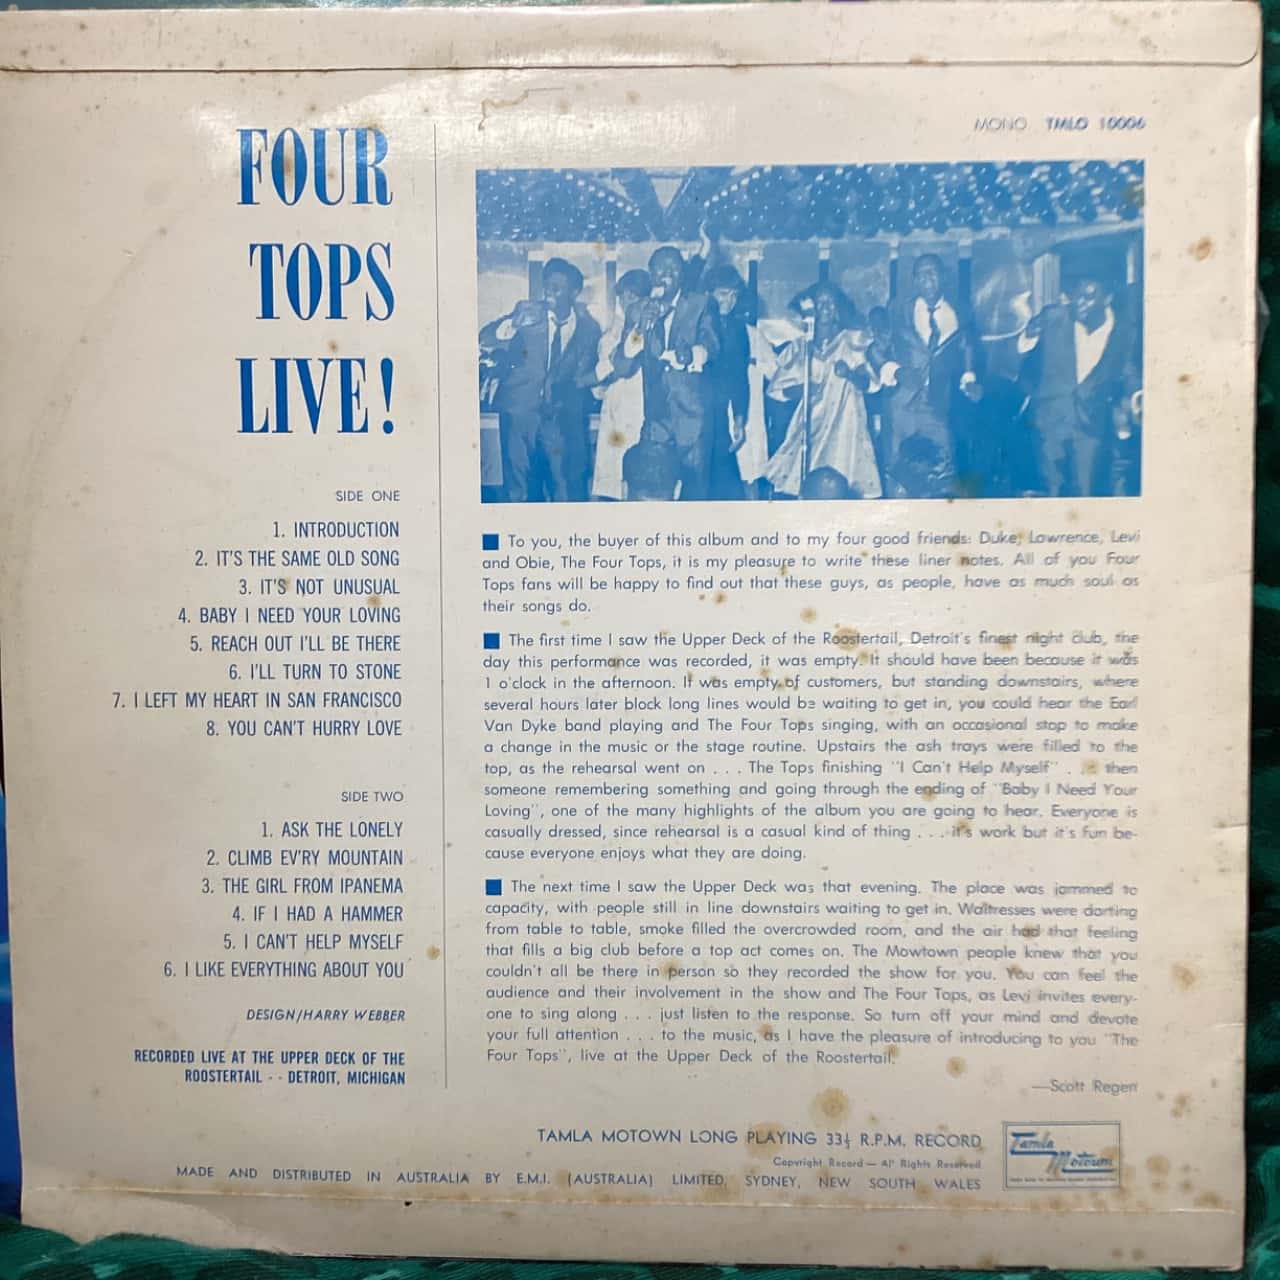 FOUR
TOPS
LIVE!
SIDE ONE
1. INTRODUCTION
2. IT'S THE SAME OLD SONG
3. IT'S NOT UNUSUAL
4. BABY I NEED YOUR LOVING
5. REACH OUT I'LL BE THERE
6. I'LL TURN TO STONE
7. I LEFT MY HEART IN SAN FRANCISCO
8. YOU CAN'T HURRY LOVE
SIDE TWO
1. ASK THE LONELY
2. CLIMB EV'RY MOUNTAIN
3. THE GIRL FROM IPANEMA
4. IF I HAD A HAMMER
5. I CAN'T HELP MYSELF
6. I LIKE EVERYTHING ABOUT YOU
DESIGN/HARRY WEBBER
RECORDED LIVE AT THE UPPER DECK OF THE
ROOSTERTAIL - - DETROIT, MICHIGAN
MONO TMLO 10006
■ To you, the buyer of this album and to my four good friends: Duke, Lawrence, Levi
and Obie, The Four Tops, it is my pleasure to write these liner notes. All of you Four
Tops fans will be happy to find out that these guys, as people, have as much soul as
their songs do.
■ The first time I saw the Upper Deck of the Roostertail, Detroit's finest night club, the
day this performance was recorded, it was empty. It should have been because it was
1 o'clock in the afternoon. It was empty of customers, but standing downstairs, where
several hours later block long lines would be waiting to get in, you could hear the Earl
Van Dyke band playing and The Four Tops singing, with an occasional stop to make
a change in the music or the stage routine. Upstairs the ash trays were filled to the
top, as the rehearsal went on . . . The Tops finishing "I Can't Help Myself" . . . then
someone remembering something and going through the ending of "Baby I Need Your
Loving", one of the many highlights of the album you are going to hear. Everyone is
casually dressed, since rehearsal is a casual kind of thing . . . it's work but it's fun be-
cause everyone enjoys what they are doing.
■ The next time I saw the Upper Deck was that evening. The place was jammed to
capacity, with people still in line downstairs waiting to get in. Waitresses were darting
from table to table, smoke filled the overcrowded room, and the air had that feeling
that fills a big club before a top act comes on. The Mowtown people knew that you
couldn't all be there in person so they recorded the show for you. You can feel the
audience and their involvement in the show and The Four Tops, as Levi invites every-
one to sing along . . . just listen to the response. So turn off your mind and devote
your full attention . . . to the music, as I have the pleasure of introducing to you "The
Four Tops", live at the Upper Deck of the Roostertail.
—Scott Regen
TAMLA MOTOWN LONG PLAYING 33⅓ R.P.M. RECORD
Copyright Record — All Rights Reserved
MADE AND DISTRIBUTED IN AUSTRALIA BY E.M.I. (AUSTRALIA) LIMITED, SYDNEY, NEW SOUTH WALES
Tamla
Motown